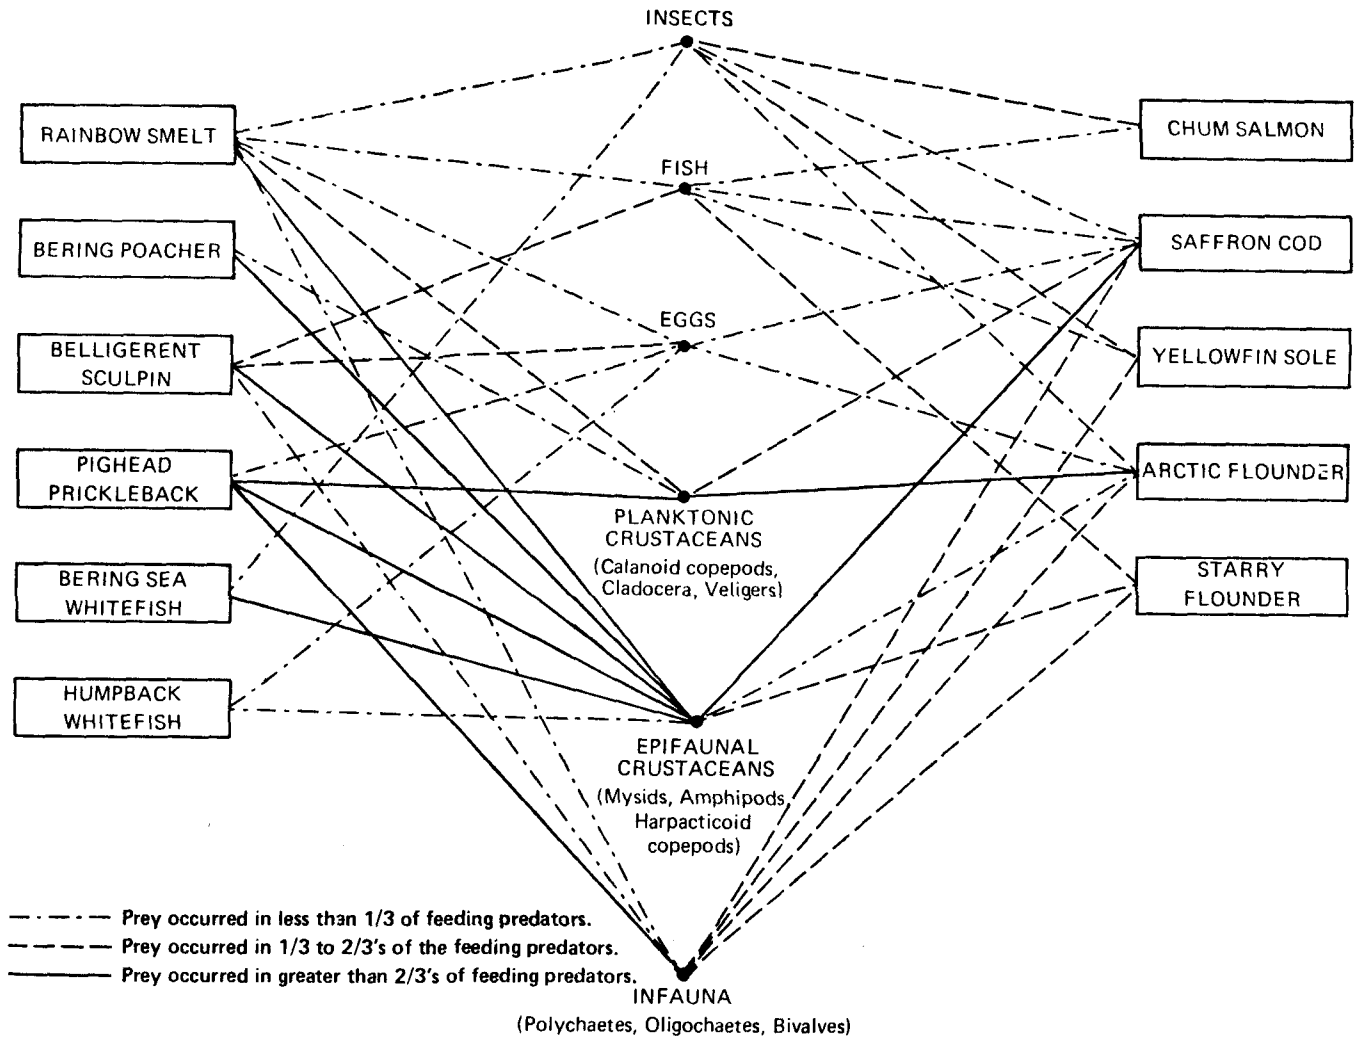 INSECTS
RAINBOW SMELT
CHUM SALMON
FISH
BERING POACHER
SAFFRON COD
EGGS
BELLIGERENT
SCULPIN
YELLOWFIN SOLE
PIGHEAD
PRICKLEBACK
ARCTIC FLOUNDER
PLANKTONIC
CRUSTACEANS
(Calanoid copepods,
Cladocera, Veligers)
BERING SEA
WHITEFISH
STARRY
FLOUNDER
HUMPBACK
WHITEFISH
EPIFAUNAL
CRUSTACEANS
(Mysids, Amphipods,
Harpacticoid
copepods)
Prey occurred in less than 1/3 of feeding predators.
Prey occurred in 1/3 to 2/3's of the feeding predators.
Prey occurred in greater than 2/3's of feeding predators.
INFAUNA
(Polychaetes, Oligochaetes, Bivalves)